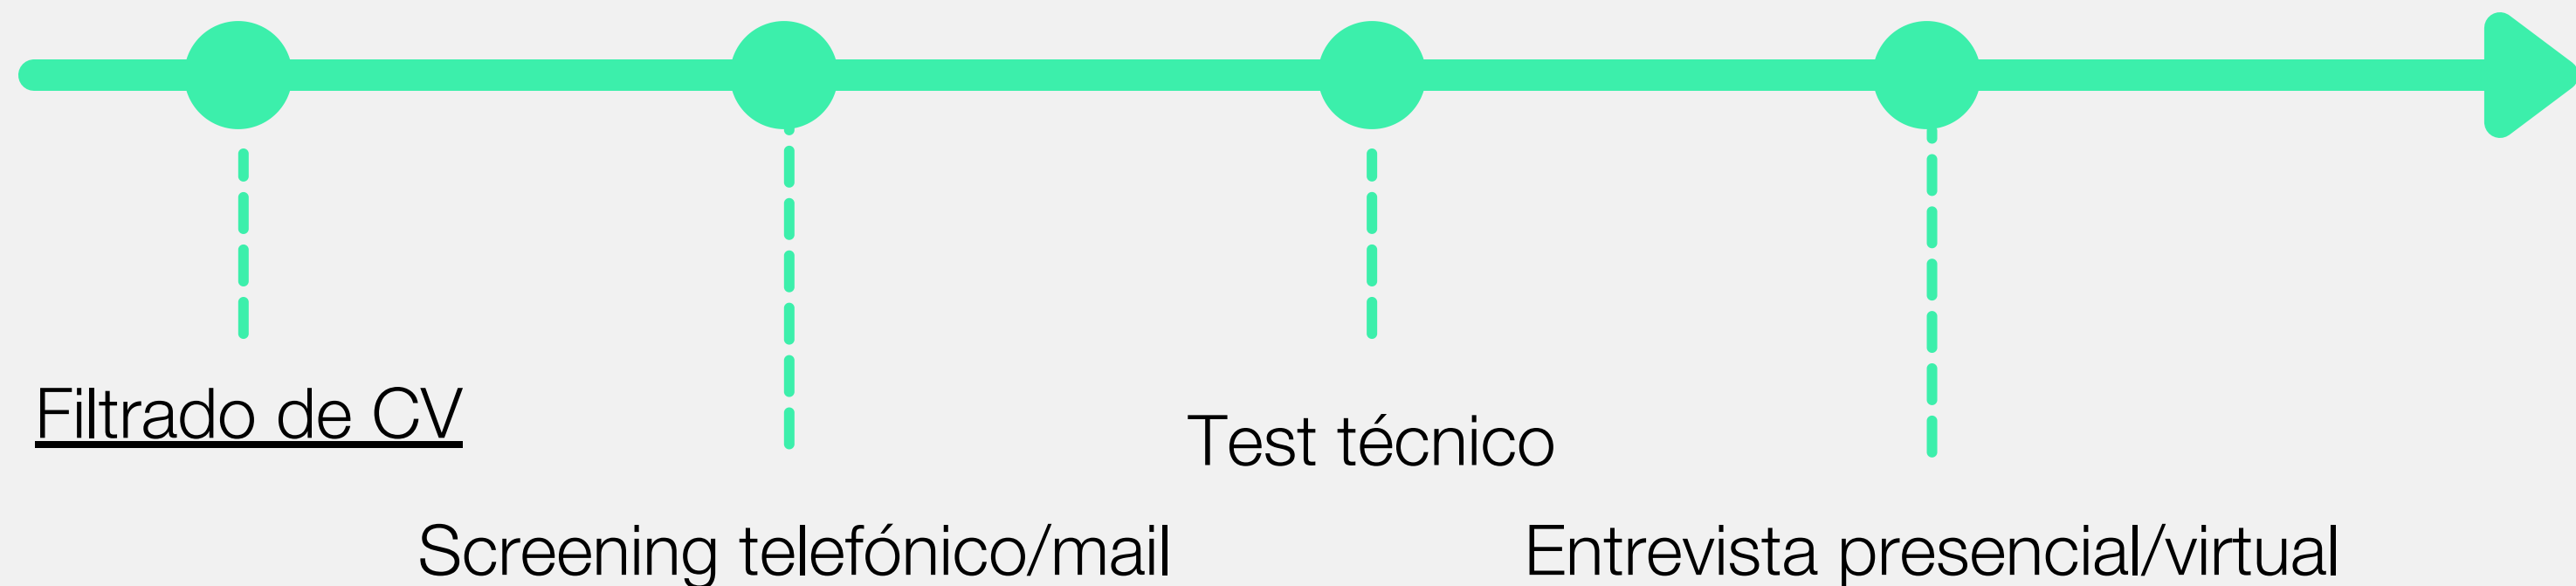 Filtrado de CV
Screening telefónico/mail
Test técnico
Entrevista presencial/virtual